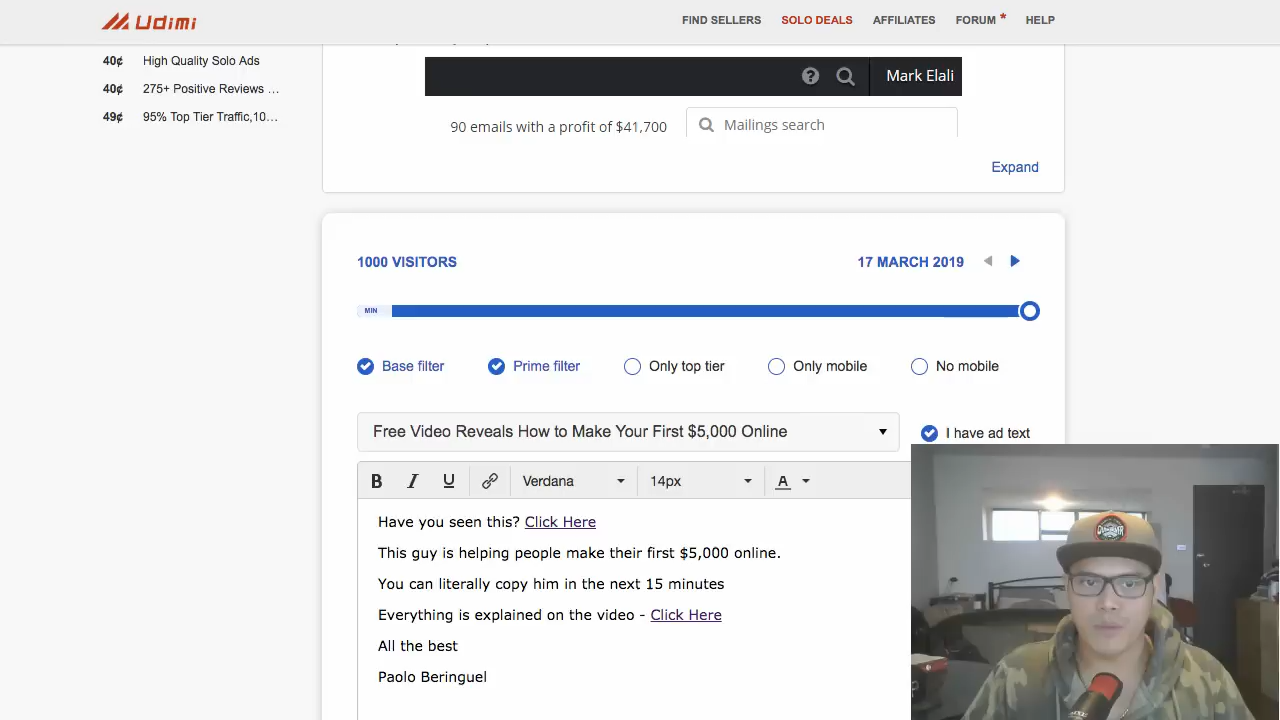 Udimi
FIND SELLERS SOLO DEALS AFFILIATES FORUM * HELP
40¢ High Quality Solo Ads
40¢ 275+ Positive Reviews ...
49¢ 95% Top Tier Traffic,10...
Mark Elali
90 emails with a profit of $41,700
Mailings search
Expand
1000 VISITORS
17 MARCH 2019
MIN
Base filter Prime filter Only top tier Only mobile No mobile
Free Video Reveals How to Make Your First $5,000 Online
I have ad text
B I U Verdana 14px A
Have you seen this? Click Here
This guy is helping people make their first $5,000 online.
You can literally copy him in the next 15 minutes
Everything is explained on the video - Click Here
All the best
Paolo Beringuel